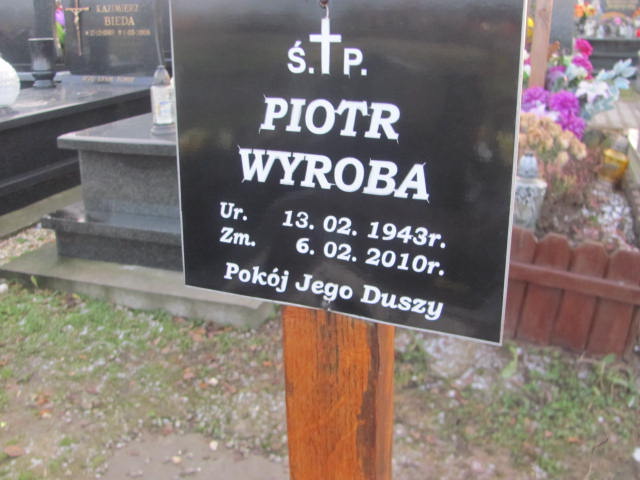 KAZIMIERZ
BIEDA
Ś.P.
PIOTR
WYROBA
Ur. 13. 02. 1943r.
Zm. 6. 02. 2010r.
Pokój Jego Duszy